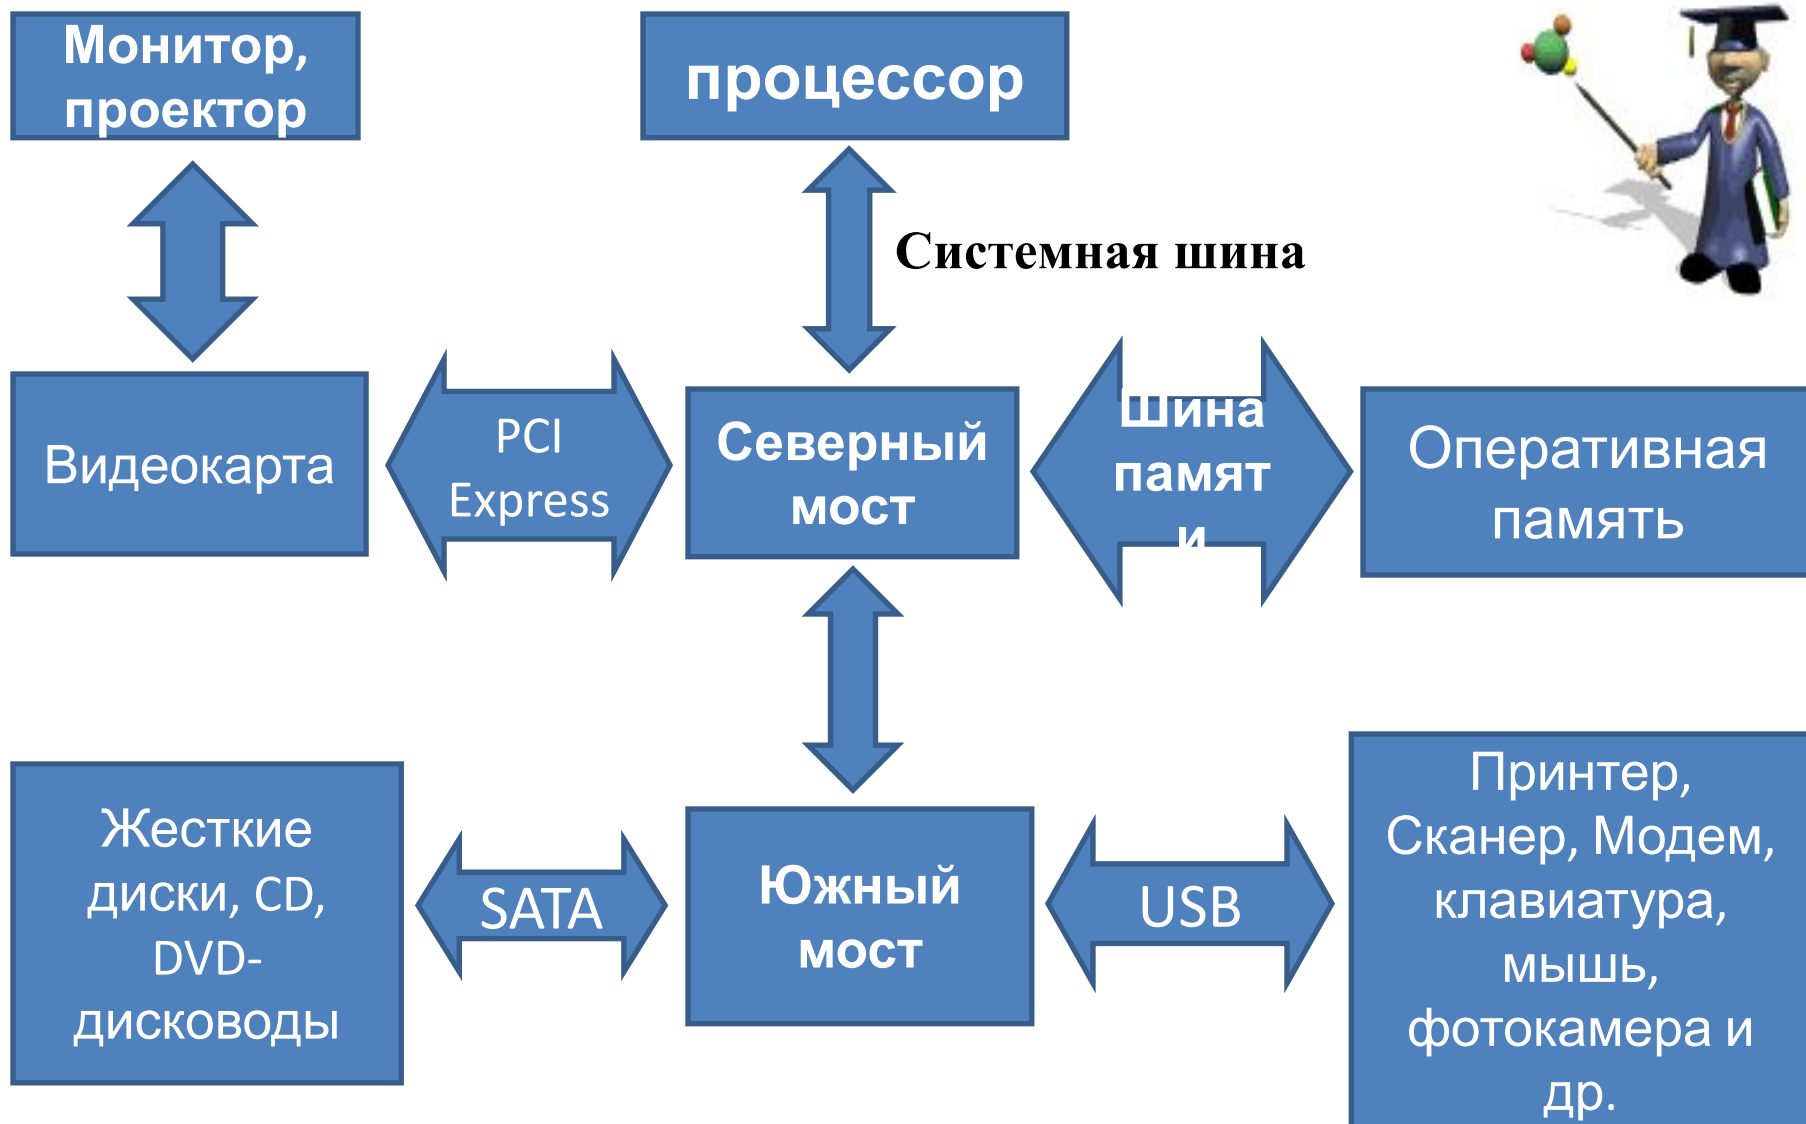 Монитор,
проектор
процессор
Системная шина
Видеокарта
PCI
Express
Северный
мост
Шина
памят
и
Оперативная
память
Жесткие
диски, CD,
DVD-
дисководы
SATA
Южный
мост
USB
Принтер,
Сканер, Модем,
клавиатура,
мышь,
фотокамера и
др.